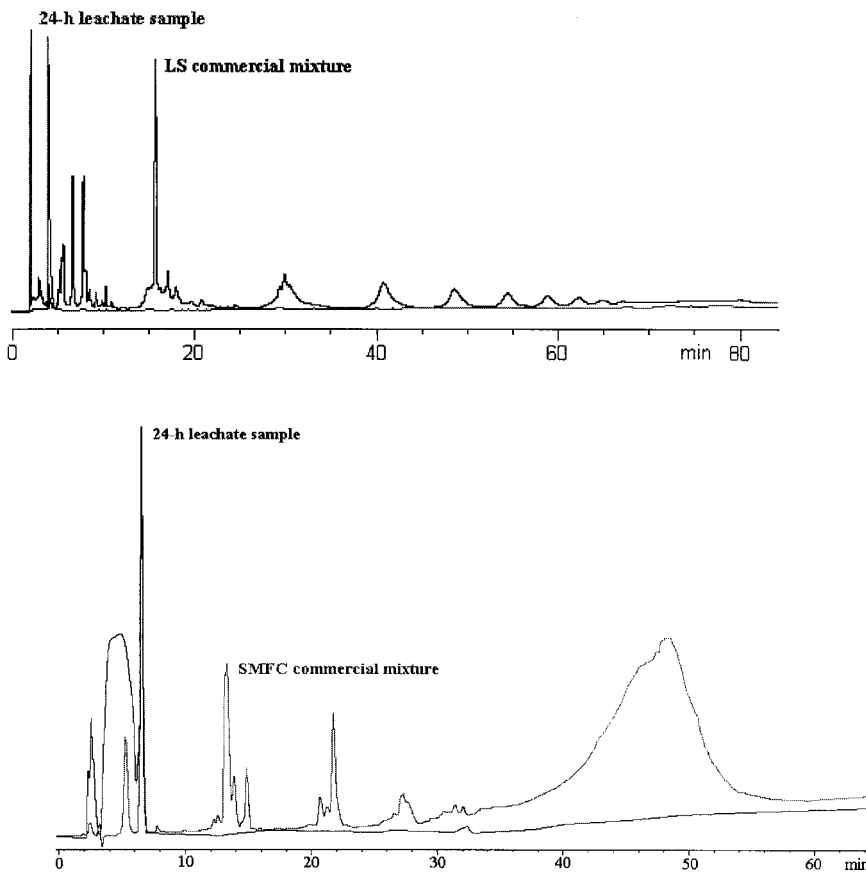 24-h leachate sample
LS commercial mixture
0 20 40 60 min 80
24-h leachate sample
SMFC commercial mixture
0 10 20 30 40 50 60 min